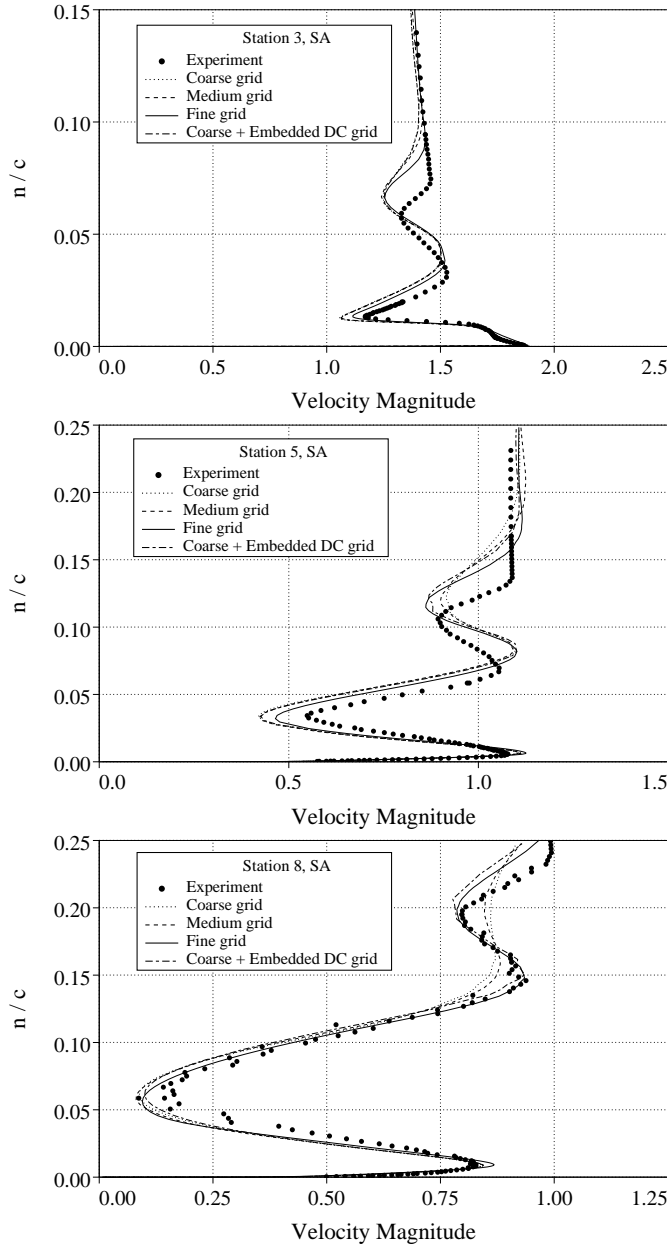 0.15
Station 3, SA
Experiment
Coarse grid
Medium grid
Fine grid
Coarse + Embedded DC grid
0.10
n / c
0.05
0.00
0.0 0.5 1.0 1.5 2.0 2.5
Velocity Magnitude
0.25
Station 5, SA
Experiment
Coarse grid
Medium grid
Fine grid
Coarse + Embedded DC grid
0.20
0.15
n / c
0.10
0.05
0.00
0.0 0.5 1.0 1.5
Velocity Magnitude
0.25
Station 8, SA
Experiment
Coarse grid
Medium grid
Fine grid
Coarse + Embedded DC grid
0.20
0.15
n / c
0.10
0.05
0.00
0.00 0.25 0.50 0.75 1.00 1.25
Velocity Magnitude